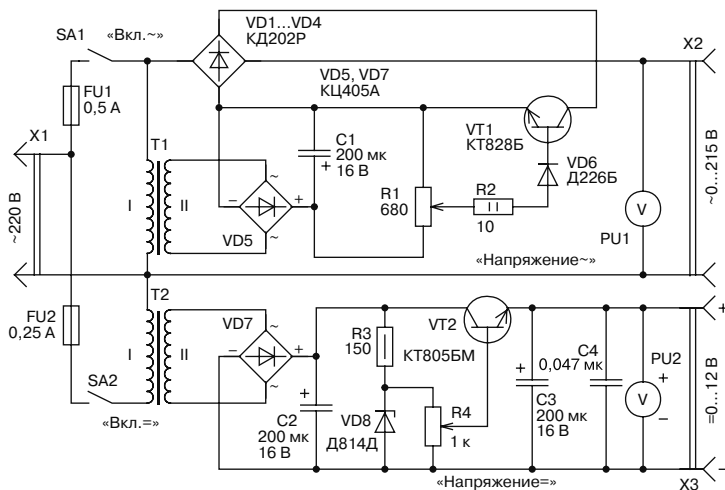 SA1
«Вкл.~»
VD1...VD4
КД202Р
X2
FU1
0,5 А
VD5, VD7
КЦ405А
X1
T1
C1
200 мк
16 В
+
VT1
КТ828Б
VD6
Д226Б
~220 В
I
II
~
~
−
+
VD5
R1
680
R2
10
V
PU1
~0...215 В
«Напряжение~»
FU2
0,25 А
T2
VD7
I
II
~
~
−
+
SA2
«Вкл.=»
R3
150
VT2
КТ805БМ
+
C2
200 мк
16 В
VD8
Д814Д
R4
1 к
+
0,047 мк
C4
C3
200 мк
16 В
PU2
+
V
−
+
=0...12 В
−
«Напряжение=»
X3